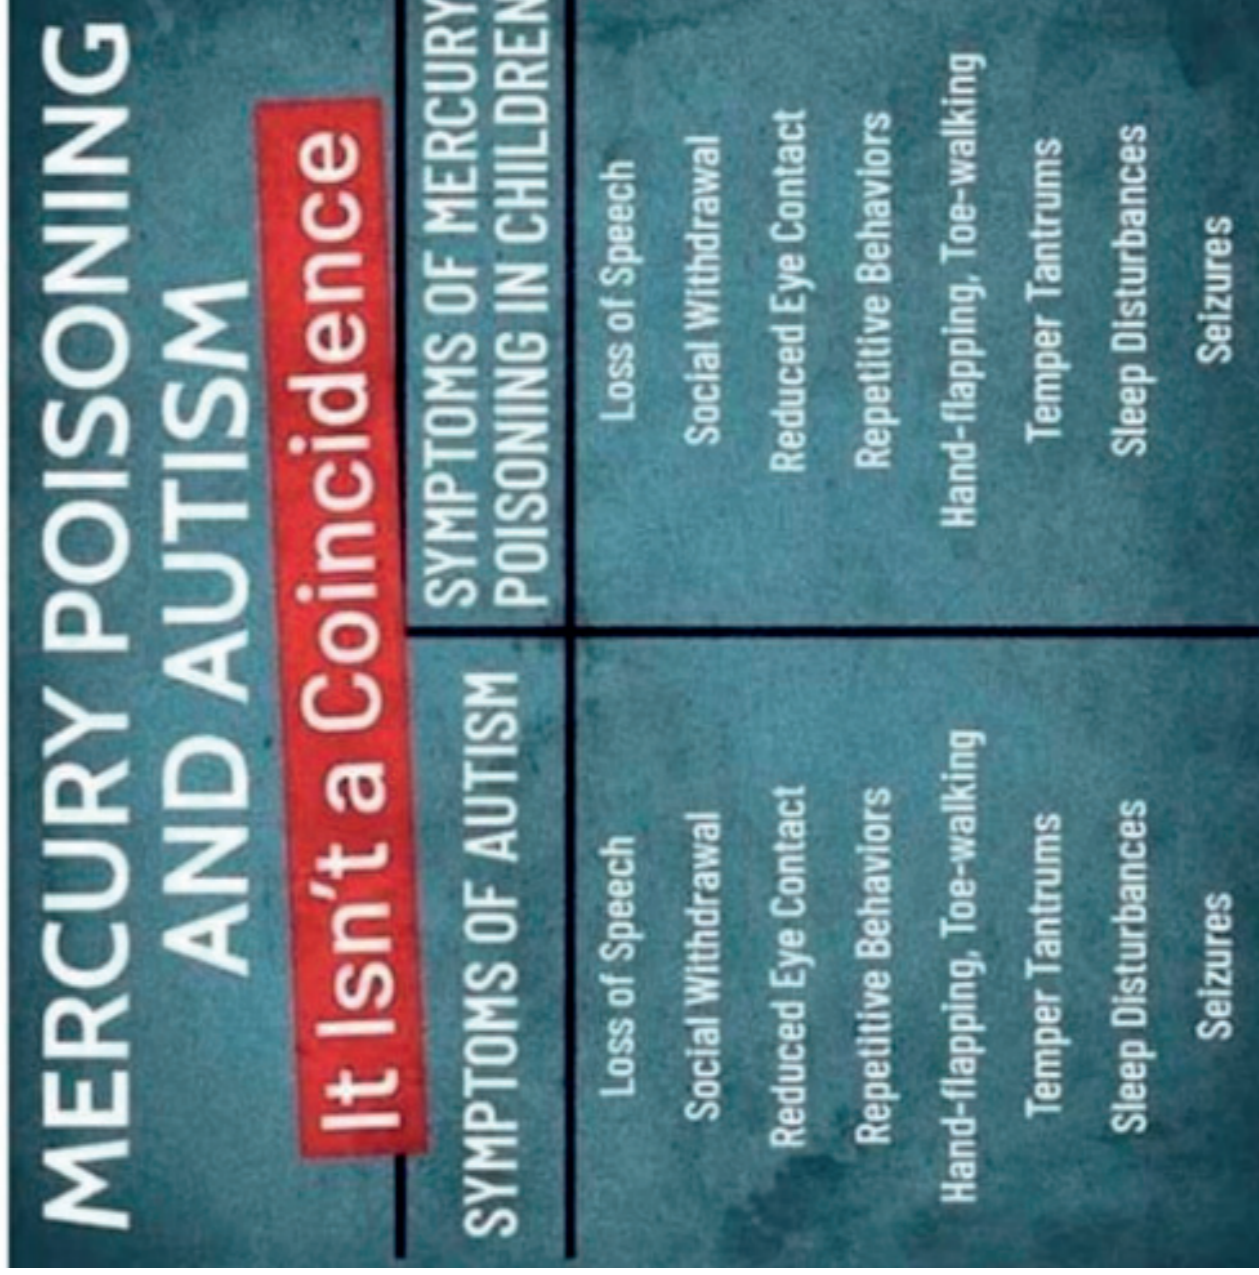 MERCURY POISONING
AND AUTISM
It Isn't a Coincidence
SYMPTOMS OF AUTISM
SYMPTOMS OF MERCURY
POISONING IN CHILDREN
Loss of Speech
Loss of Speech
Social Withdrawal
Social Withdrawal
Reduced Eye Contact
Reduced Eye Contact
Repetitive Behaviors
Repetitive Behaviors
Hand-flapping, Toe-walking
Hand-flapping, Toe-walking
Temper Tantrums
Temper Tantrums
Sleep Disturbances
Sleep Disturbances
Seizures
Seizures